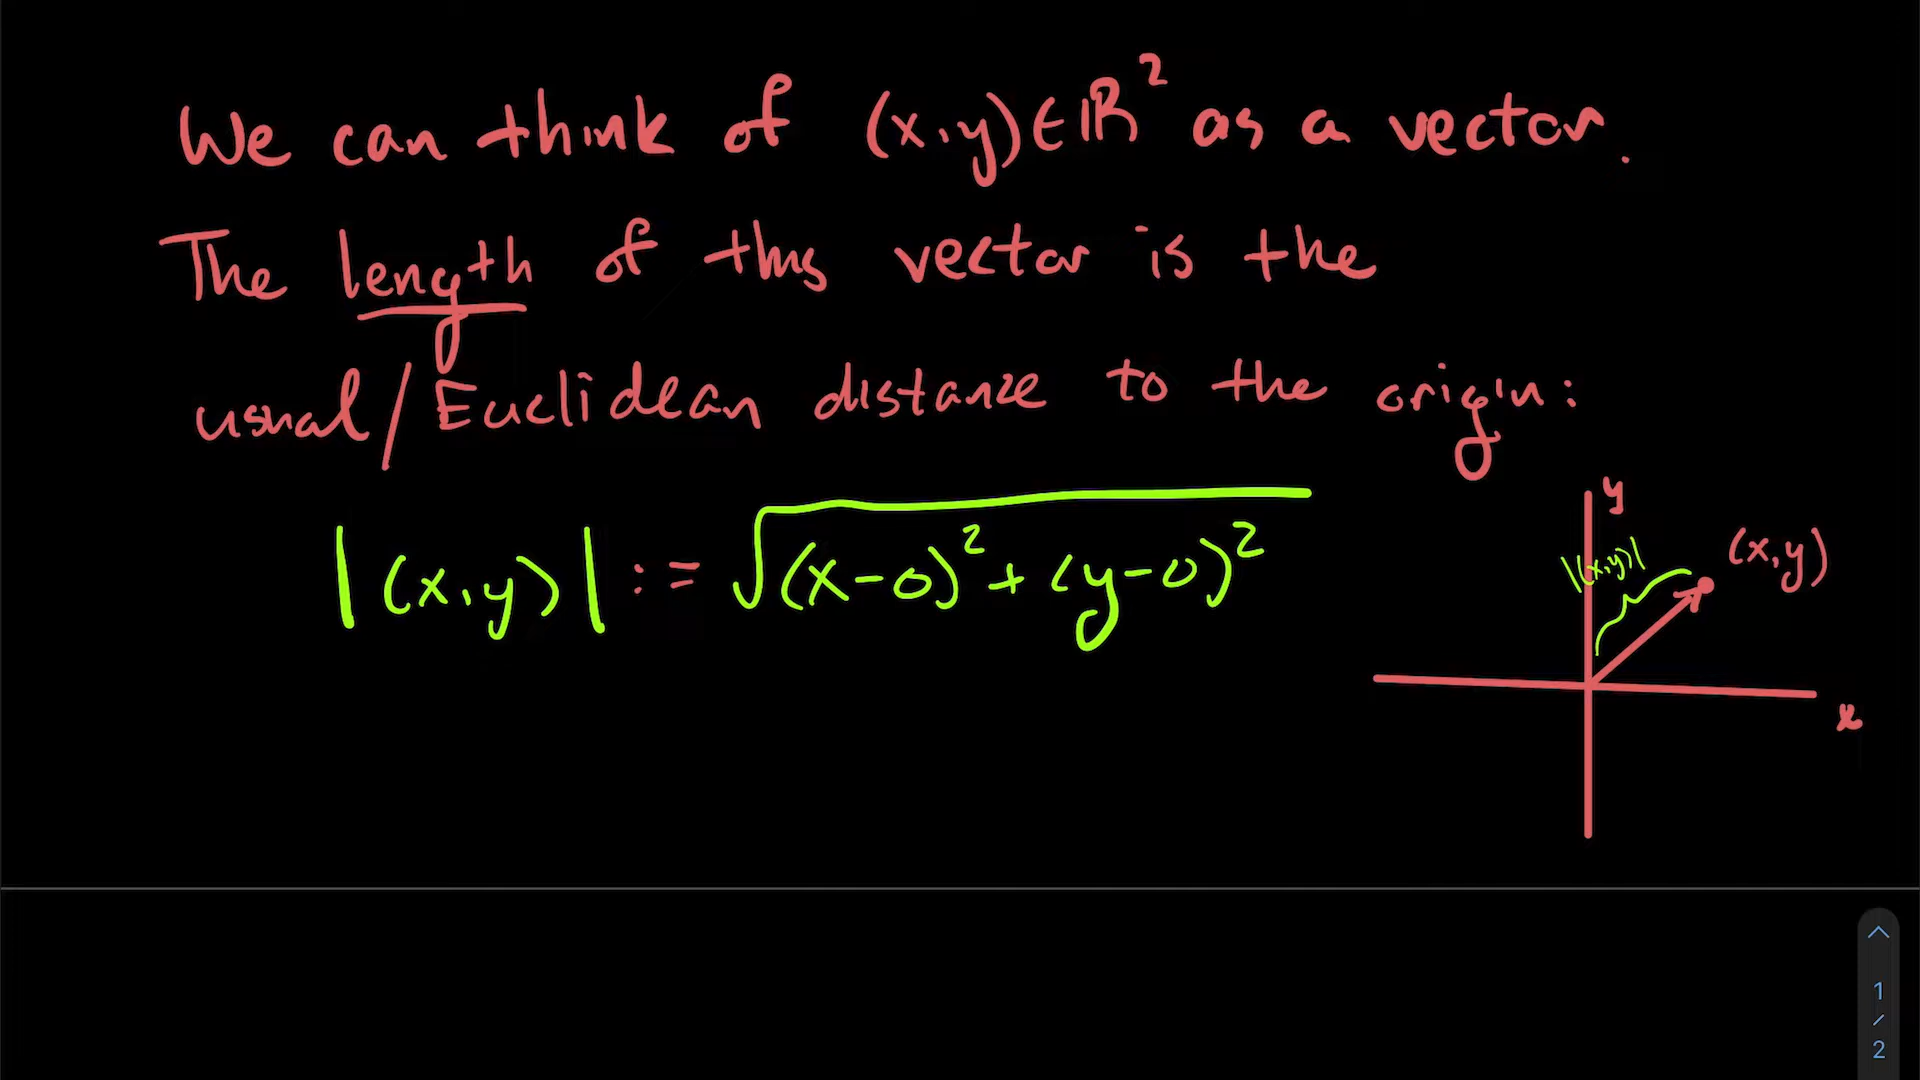 We can think of (x,y)∈ℝ² as a vector.
The length of this vector is the
usual/Euclidean distance to the origin:
|(x,y)| := √((x-0)²+(y-0)²)
y
|(x,y)|
(x,y)
x
1
/
2